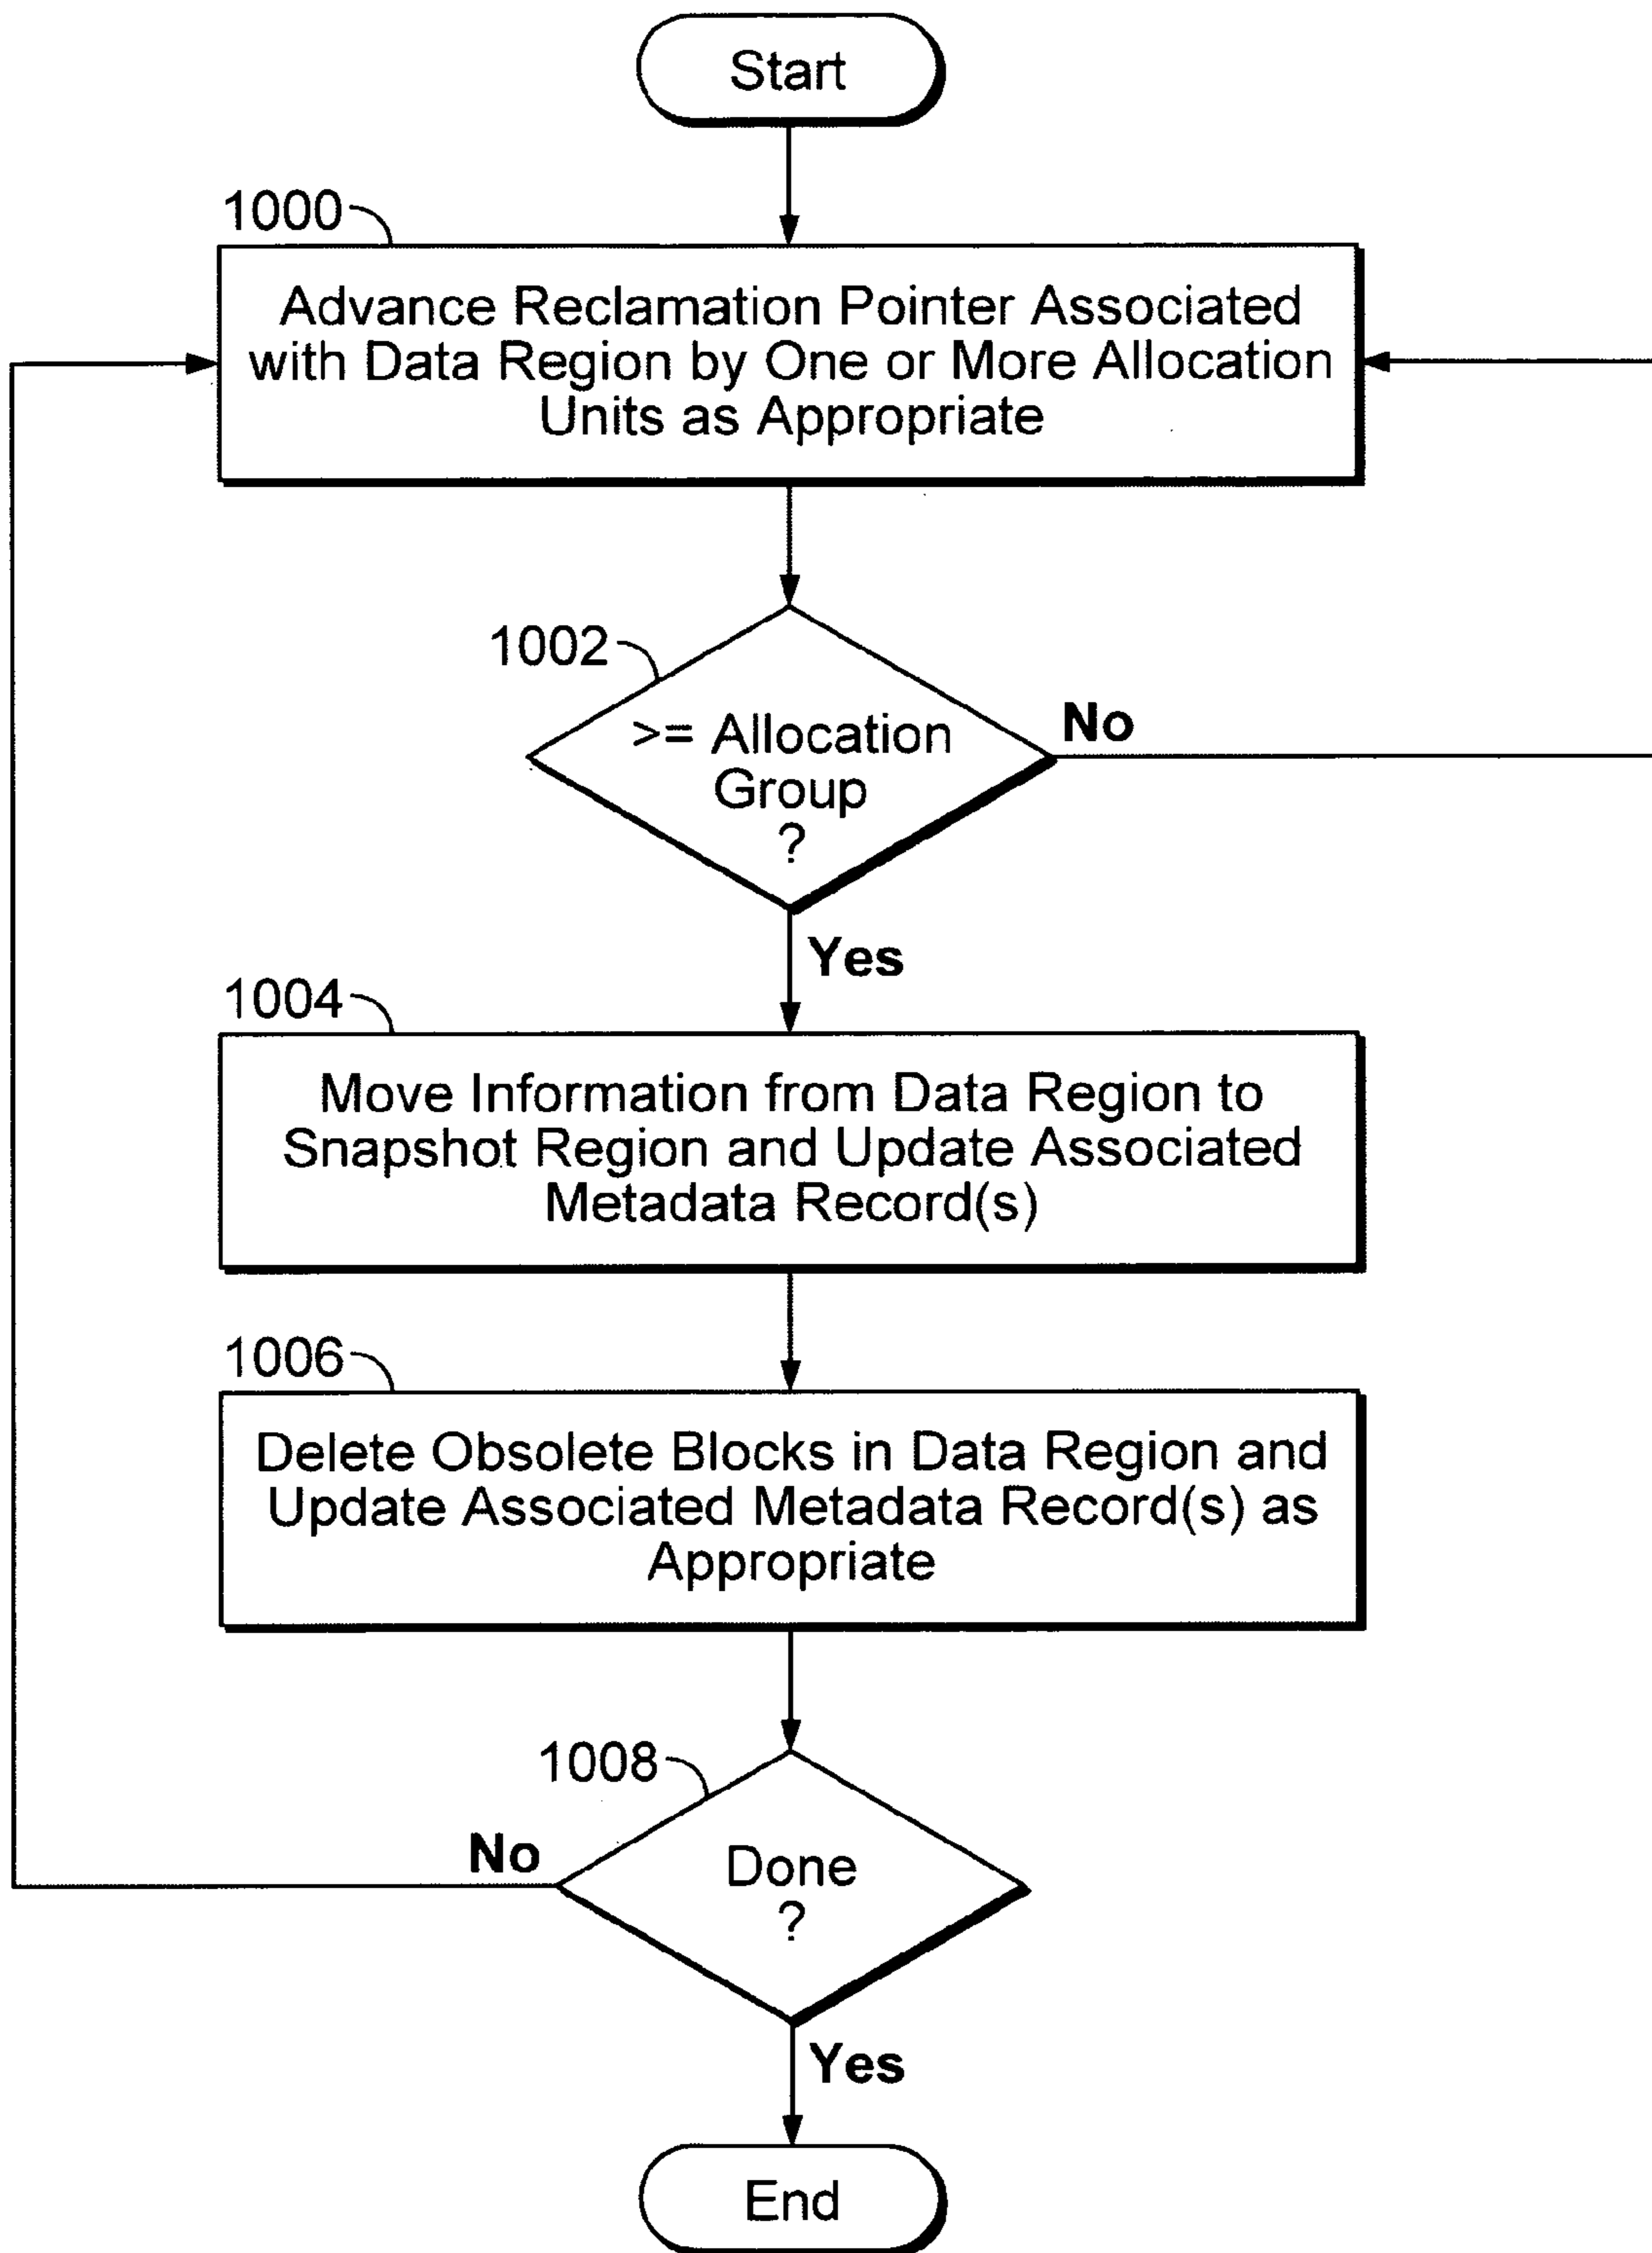 Start
1000
Advance Reclamation Pointer Associated
with Data Region by One or More Allocation
Units as Appropriate
1002
>= Allocation
Group
?
No
Yes
1004
Move Information from Data Region to
Snapshot Region and Update Associated
Metadata Record(s)
1006
Delete Obsolete Blocks in Data Region and
Update Associated Metadata Record(s) as
Appropriate
1008
No
Done
?
Yes
End